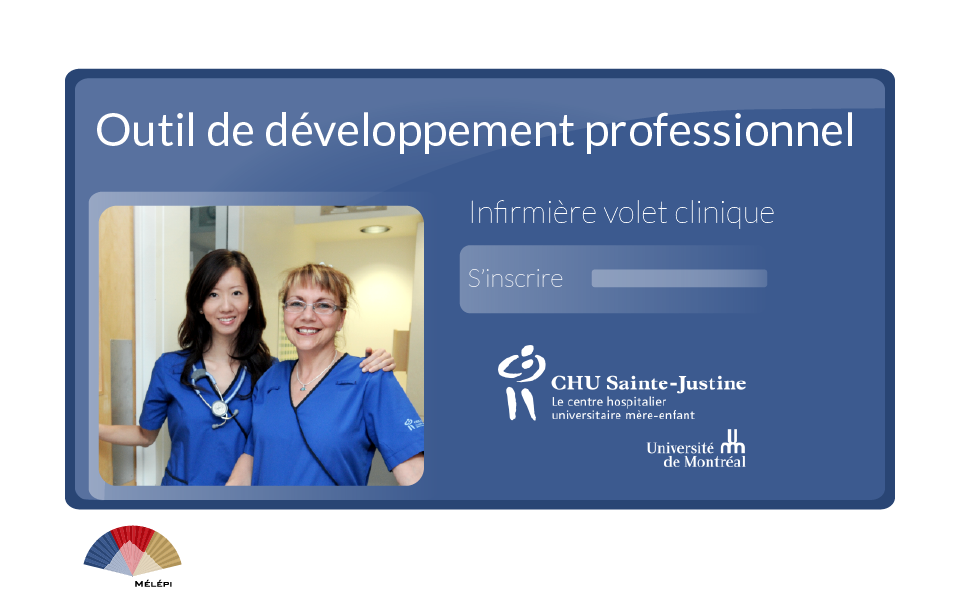 Outil de développement professionnel
Infirmière volet clinique
S'inscrire
CHU Sainte-Justine
Le centre hospitalier
universitaire mère-enfant
Université
de Montréal
MÉLÉPI